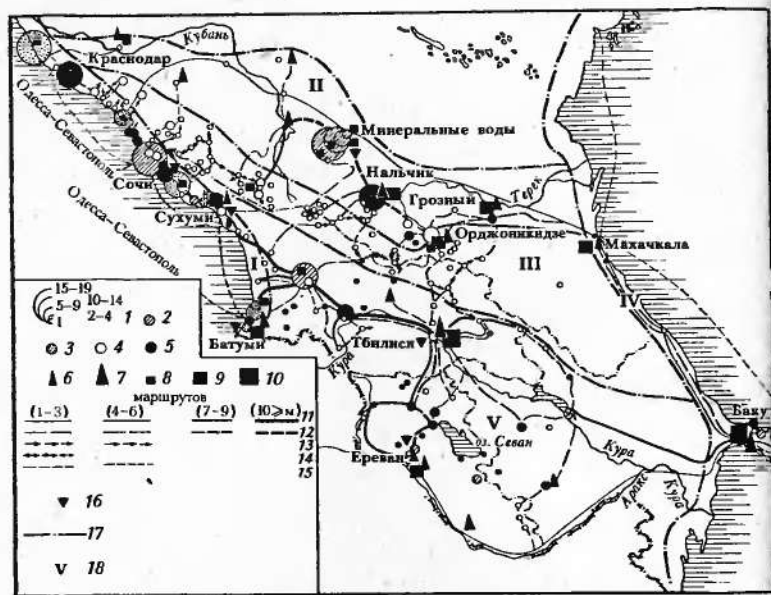 Краснодар
Кубань
II
Одесса-Севастополь
Минеральные воды
Сочи
Нальчик
Грозный
Терек
Одесса-Севастополь
Сухуми
Орджоникидзе
Махачкала
I
III
IV
15-19
5-9 10-14
1 2-4 1 2
3 4 5
Батуми
Кура
Тбилиси
6 7 8 9 10
маршрутов
(1-3) (4-6) (7-9) (10⩾м) 11
12
13
14
15
V
оз. Севан
Ереван
Кура
Баку
Аракс
Кура
16
17
V 18